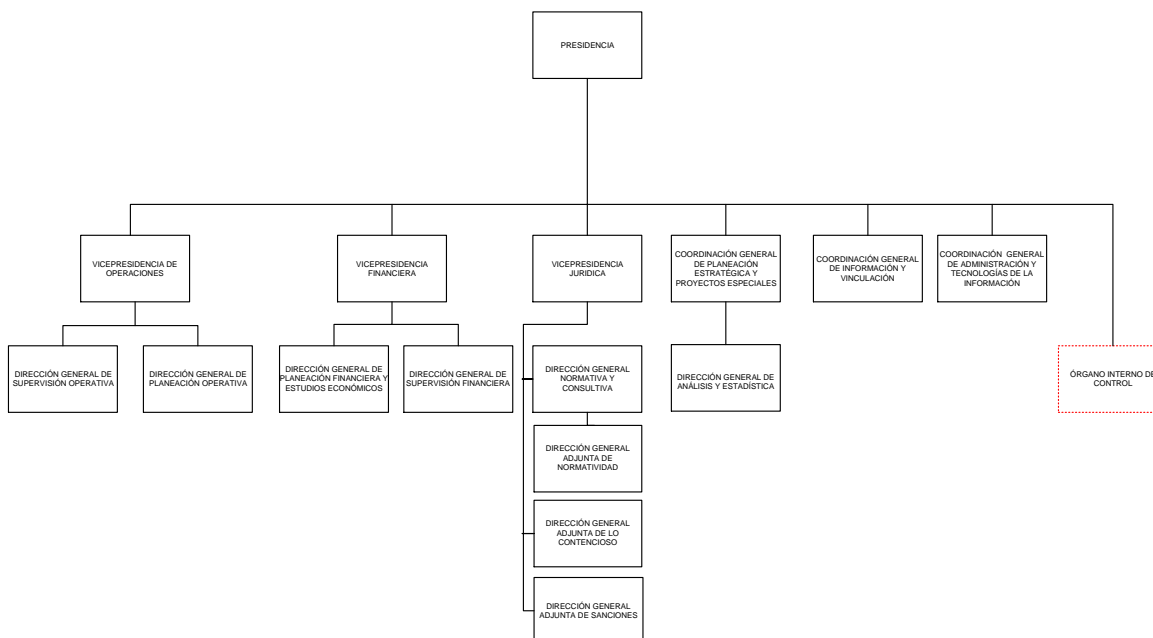 PRESIDENCIA
VICEPRESIDENCIA DE
OPERACIONES
VICEPRESIDENCIA
FINANCIERA
VICEPRESIDENCIA
JURIDICA
COORDINACIÓN GENERAL
DE PLANEACIÓN
ESTRATÉGICA Y
PROYECTOS ESPECIALES
COORDINACIÓN GENERAL
DE INFORMACIÓN Y
VINCULACIÓN
COORDINACIÓN GENERAL
DE ADMINISTRACIÓN Y
TECNOLOGÍAS DE LA
INFORMACIÓN
DIRECCIÓN GENERAL DE
SUPERVISIÓN OPERATIVA
DIRECCIÓN GENERAL DE
PLANEACIÓN OPERATIVA
DIRECCIÓN GENERAL DE
PLANEACIÓN FINANCIERA Y
ESTUDIOS ECONÓMICOS
DIRECCIÓN GENERAL DE
SUPERVISIÓN FINANCIERA
DIRECCIÓN GENERAL
NORMATIVA Y
CONSULTIVA
DIRECCIÓN GENERAL DE
ANÁLISIS Y ESTADÍSTICA
ÓRGANO INTERNO DE
CONTROL
DIRECCIÓN GENERAL
ADJUNTA DE
NORMATIVIDAD
DIRECCIÓN GENERAL
ADJUNTA DE LO
CONTENCIOSO
DIRECCIÓN GENERAL
ADJUNTA DE SANCIONES